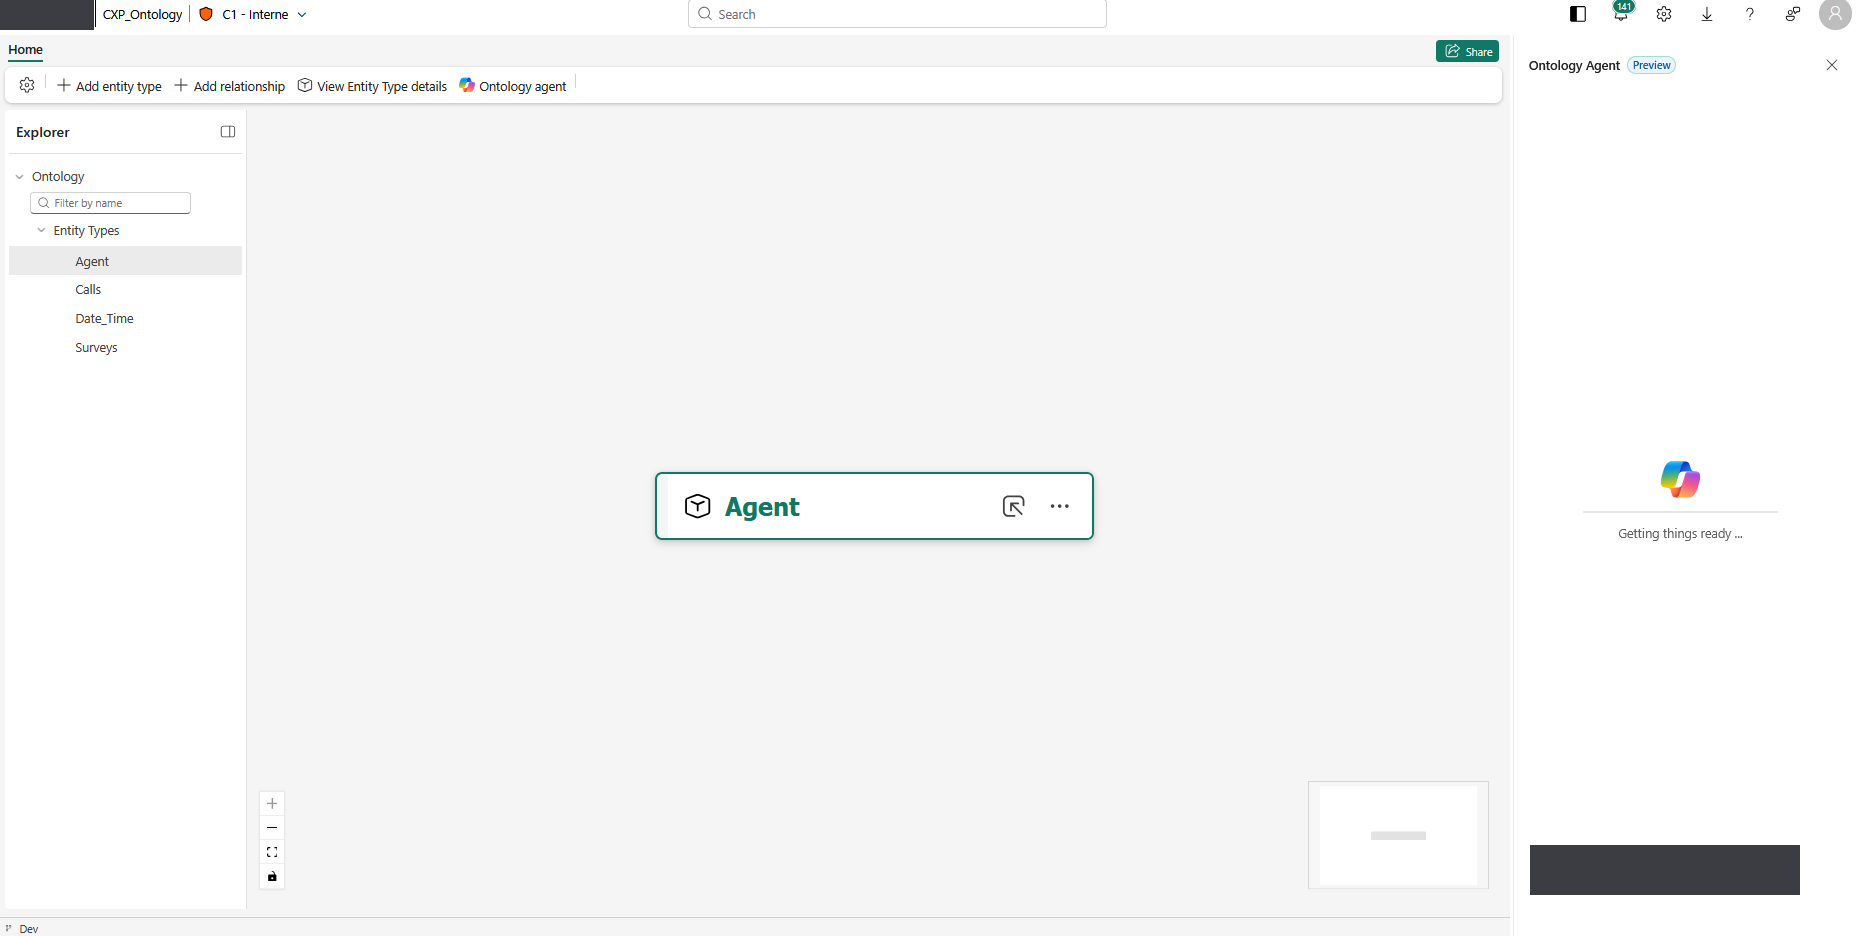 CXP_Ontology
C1 - Interne
Search
141
?
Home
Share
Add entity type
Add relationship
View Entity Type details
Ontology agent
Ontology Agent
Preview
Explorer
Ontology
Filter by name
Entity Types
Agent
Calls
Date_Time
Surveys
Agent
Getting things ready ...
Dev